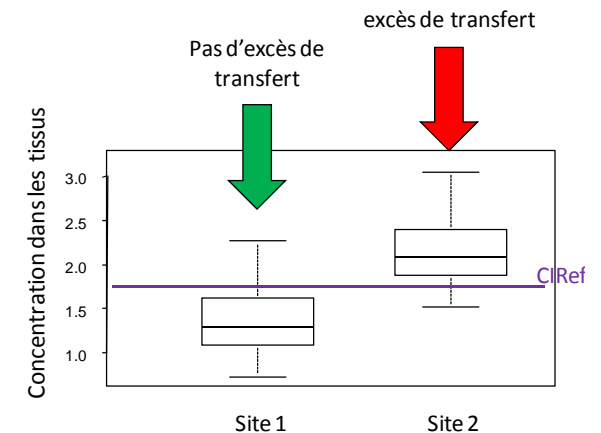 excès de transfert
Pas d'excès de
transfert
Concentration dans les tissus
3.0
2.5
2.0
1.5
1.0
CIRef
Site 1
Site 2